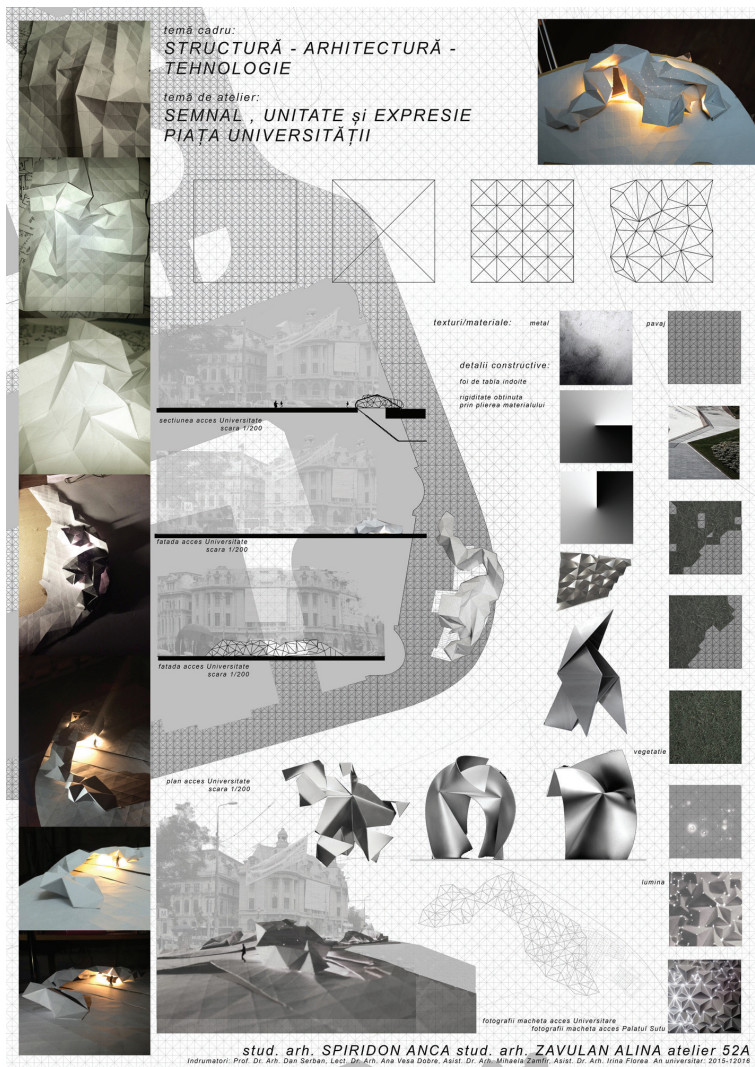 temă cadru:
STRUCTURĂ - ARHITECTURĂ -
TEHNOLOGIE
temă de atelier:
SEMNAL , UNITATE și EXPRESIE
PIAȚA UNIVERSITĂȚII
texturi/materiale: metal
pavaj
detalii constructive:
foi de tabla indoite
rigiditate obtinuta
prin plierea materialului
sectiunea acces Universitate
scara 1/200
fatada acces Universitate
scara 1/200
fatada acces Universitate
scara 1/200
vegetatie
plan acces Universitate
scara 1/200
lumina
fotografii macheta acces Universitare
fotografii macheta acces Palatul Sutu
stud. arh. SPIRIDON ANCA stud. arh. ZAVULAN ALINA atelier 52A
Indrumatori: Prof. Dr. Arh. Dan Serban, Lect. Dr. Arh. Ana Vesa Dobre, Asist. Dr. Arh. Mihaela Zamfir, Asist. Dr. Arh. Irina Florea An universitar: 2015-12016